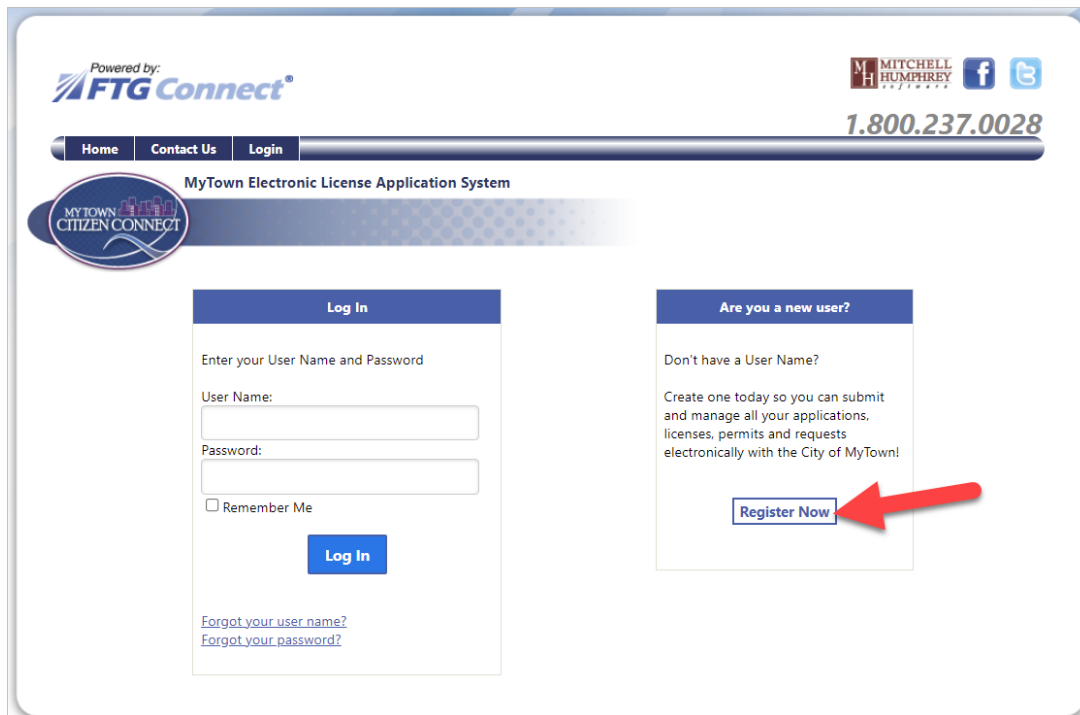 Powered by:
FTG Connect®
MH MITCHELL
HUMPHREY
software
1.800.237.0028
Home Contact Us Login
MyTown Electronic License Application System
MYTOWN
CITIZEN CONNECT
Log In
Enter your User Name and Password
User Name:
Password:
Remember Me
Log In
Forgot your user name?
Forgot your password?
Are you a new user?
Don't have a User Name?
Create one today so you can submit
and manage all your applications,
licenses, permits and requests
electronically with the City of MyTown!
Register Now